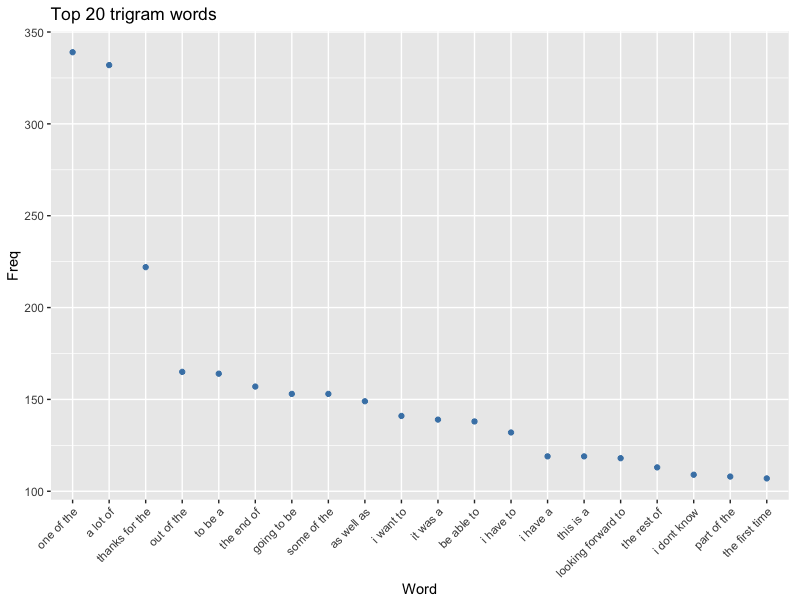 Top 20 trigram words
350
300
250
200
150
100
Freq
one of the
a lot of
thanks for the
out of the
to be a
the end of
going to be
some of the
as well as
i want to
it was a
be able to
i have to
i have a
this is a
looking forward to
the rest of
i dont know
part of the
the first time
Word